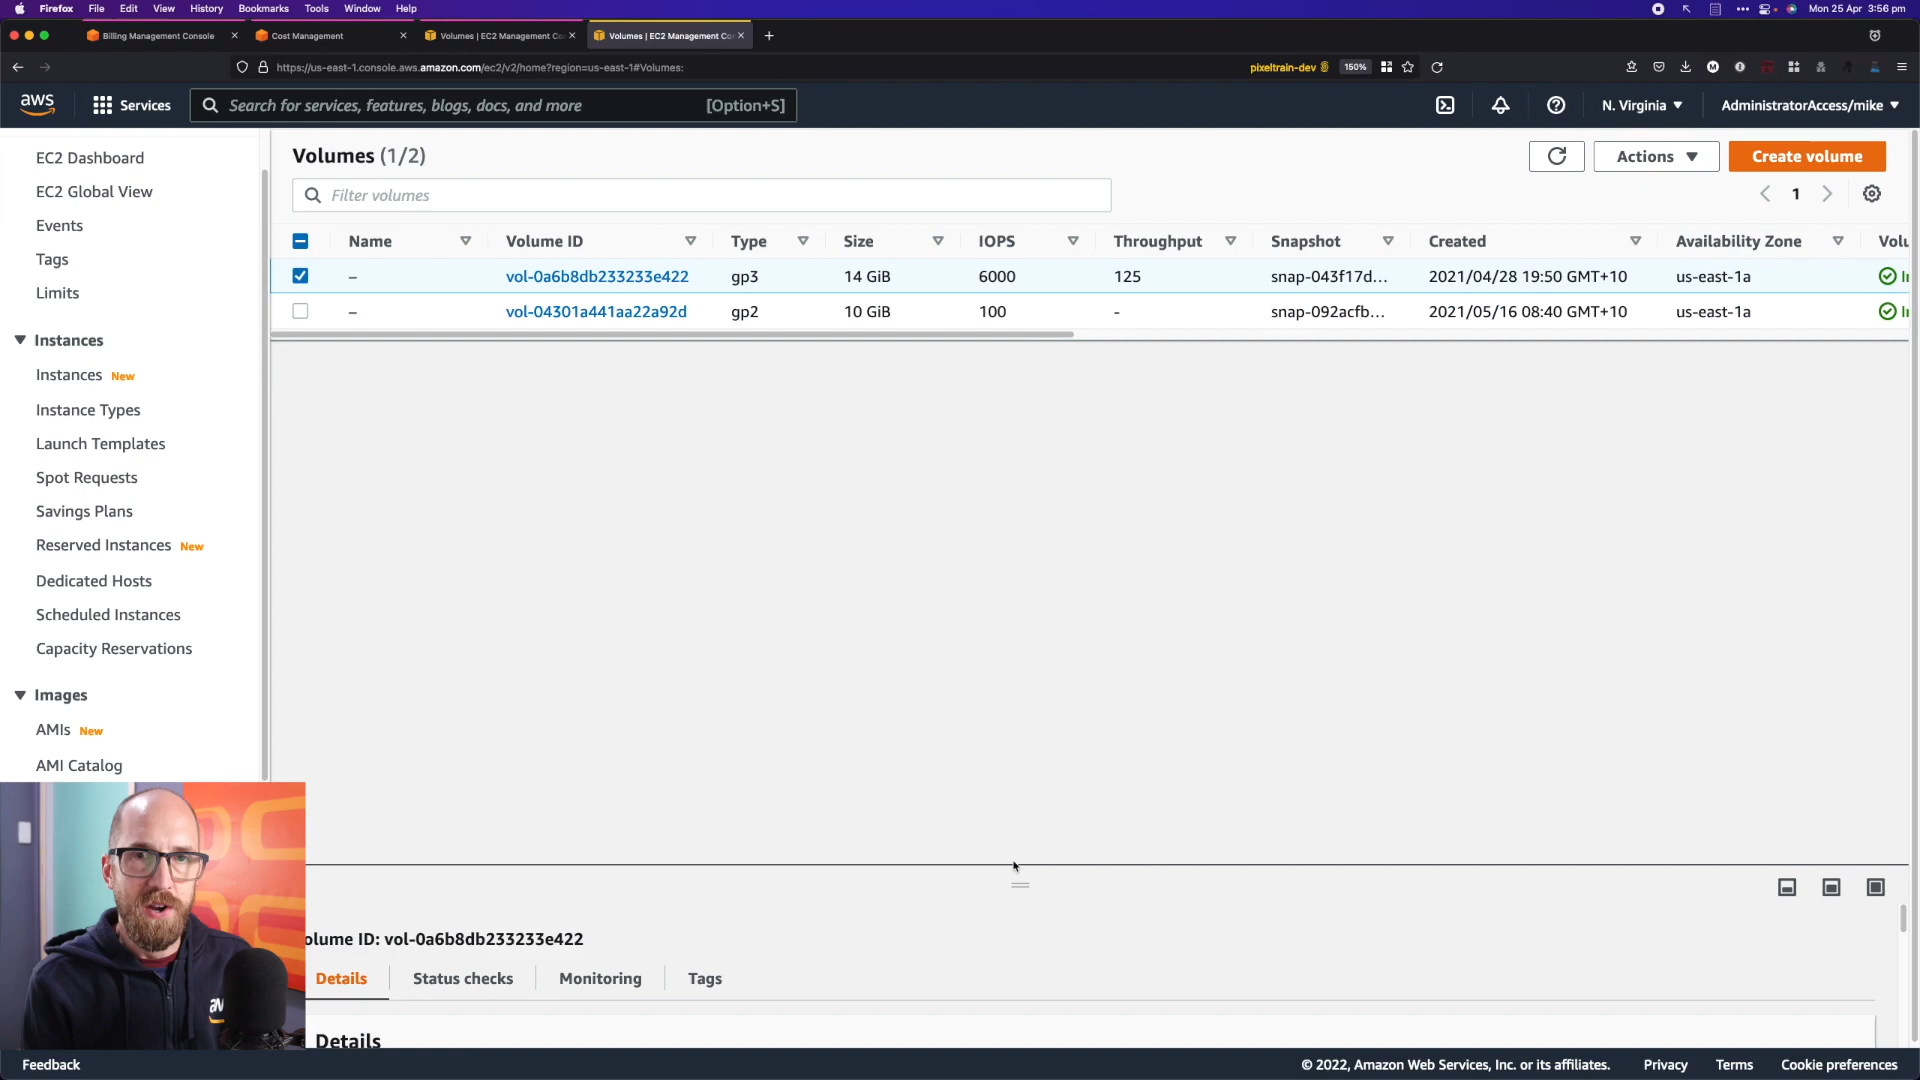 Firefox File Edit View History Bookmarks Tools Window Help Mon 25 Apr 3:56 pm
Billing Management Console Cost Management Volumes | EC2 Management Co Volumes | EC2 Management Co
https://us-east-1.console.aws.amazon.com/ec2/v2/home?region=us-east-1#Volumes: pixeltrain-dev 150%
aws Services Search for services, features, blogs, docs, and more [Option+S] N. Virginia AdministratorAccess/mike
EC2 Dashboard
EC2 Global View
Events
Tags
Limits
Instances
Instances New
Instance Types
Launch Templates
Spot Requests
Savings Plans
Reserved Instances New
Dedicated Hosts
Scheduled Instances
Capacity Reservations
Images
AMIs New
AMI Catalog
Volumes (1/2) Actions Create volume
Filter volumes 1
Name Volume ID Type Size IOPS Throughput Snapshot Created Availability Zone Volu
– vol-0a6b8db233233e422 gp3 14 GiB 6000 125 snap-043f17d... 2021/04/28 19:50 GMT+10 us-east-1a
– vol-04301a441aa22a92d gp2 10 GiB 100 - snap-092acfb... 2021/05/16 08:40 GMT+10 us-east-1a
olume ID: vol-0a6b8db233233e422
Details Status checks Monitoring Tags
Details
Feedback © 2022, Amazon Web Services, Inc. or its affiliates. Privacy Terms Cookie preferences